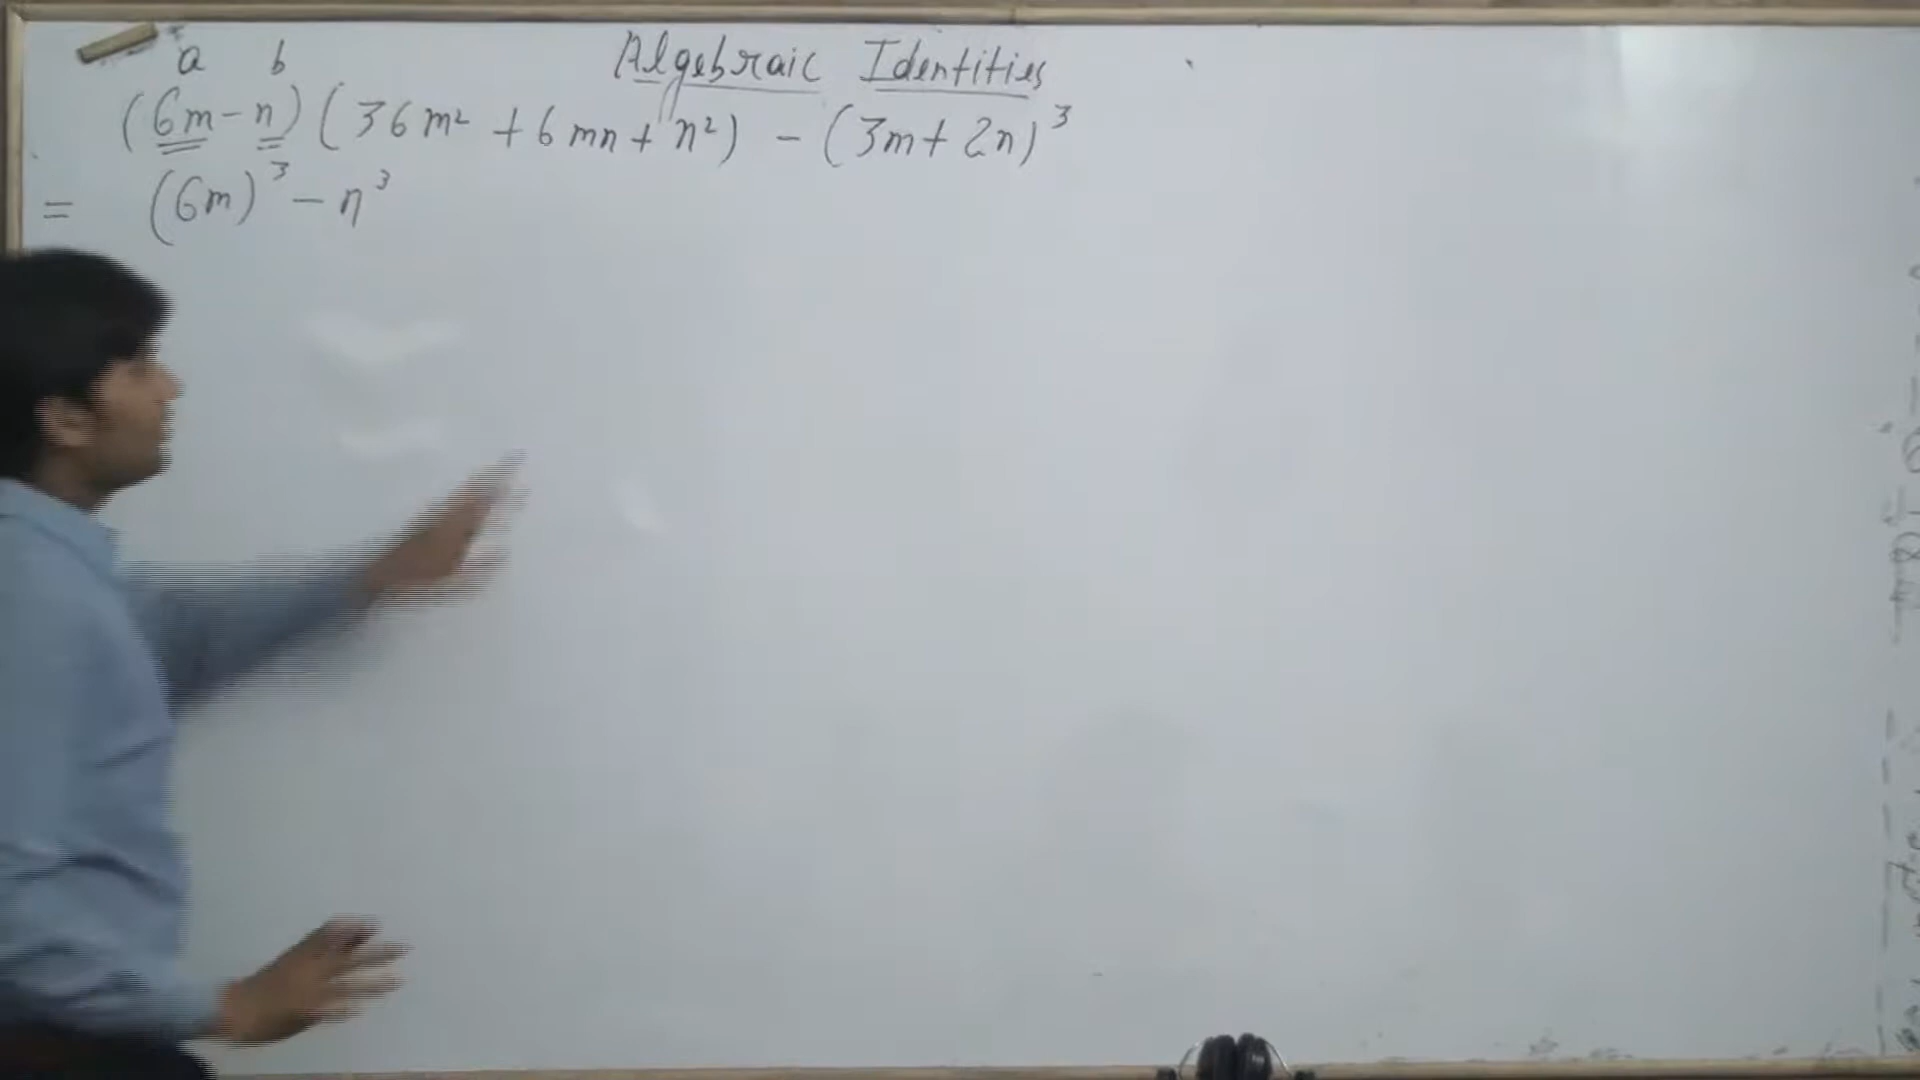 Algebraic Identities
a b
(6m-n)(36m² + 6mn + n²) - (3m + 2n)³
= (6m)³ - n³